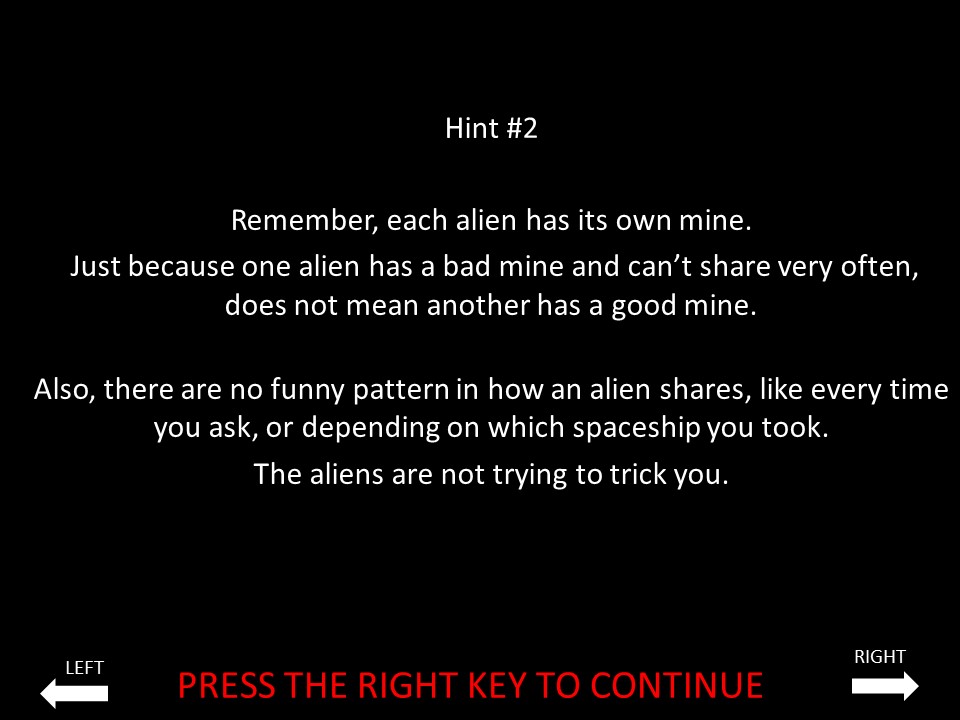 Hint #2
Remember, each alien has its own mine.
Just because one alien has a bad mine and can’t share very often,
does not mean another has a good mine.
Also, there are no funny pattern in how an alien shares, like every time
you ask, or depending on which spaceship you took.
The aliens are not trying to trick you.
LEFT
PRESS THE RIGHT KEY TO CONTINUE
RIGHT